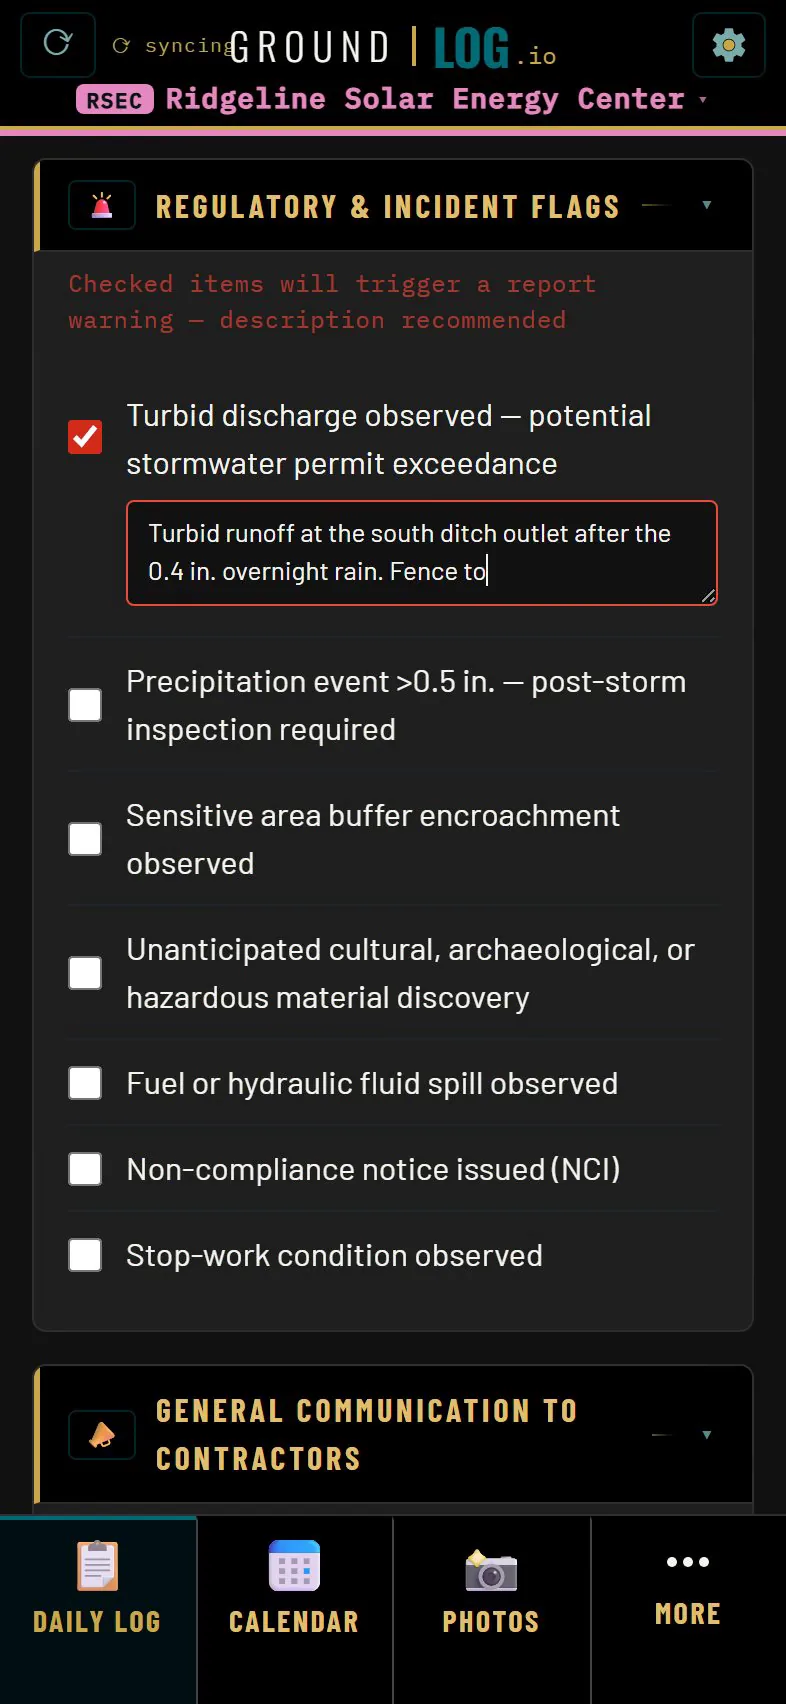 syncing
GROUND | LOG.io
RSEC Ridgeline Solar Energy Center
REGULATORY & INCIDENT FLAGS
Checked items will trigger a report
warning — description recommended
Turbid discharge observed — potential
stormwater permit exceedance
Turbid runoff at the south ditch outlet after the
0.4 in. overnight rain. Fence to
Precipitation event >0.5 in. — post-storm
inspection required
Sensitive area buffer encroachment
observed
Unanticipated cultural, archaeological, or
hazardous material discovery
Fuel or hydraulic fluid spill observed
Non-compliance notice issued (NCI)
Stop-work condition observed
GENERAL COMMUNICATION TO
CONTRACTORS
DAILY LOG
CALENDAR
PHOTOS
MORE